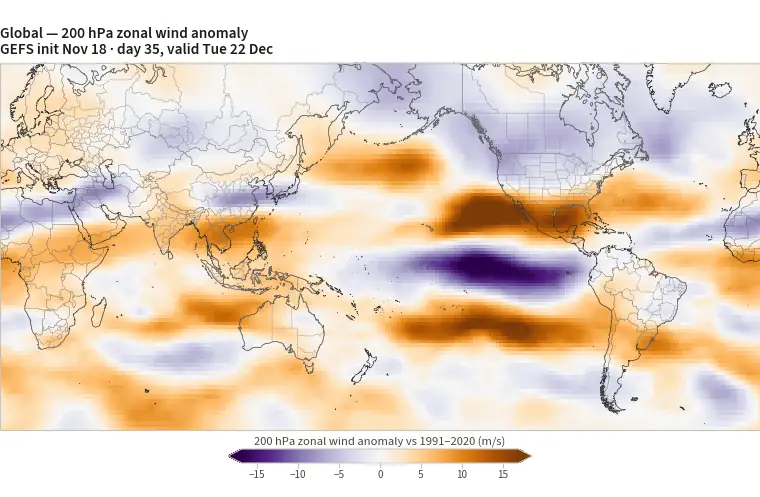 Global — 200 hPa zonal wind anomaly
GEFS init Nov 18 · day 35, valid Tue 22 Dec
200 hPa zonal wind anomaly vs 1991–2020 (m/s)
−15 −10 −5 0 5 10 15